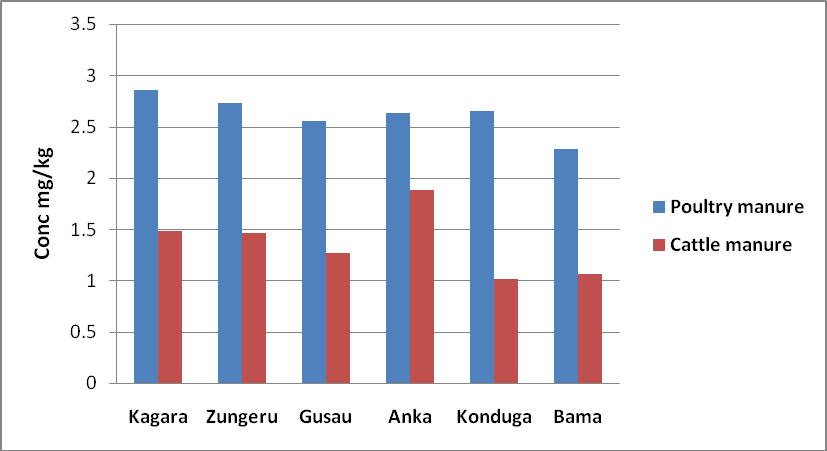 3.5
3
2.5
2
1.5
1
0.5
0
Conc mg/kg
Kagara Zungeru Gusau Anka Konduga Bama
Poultry manure
Cattle manure